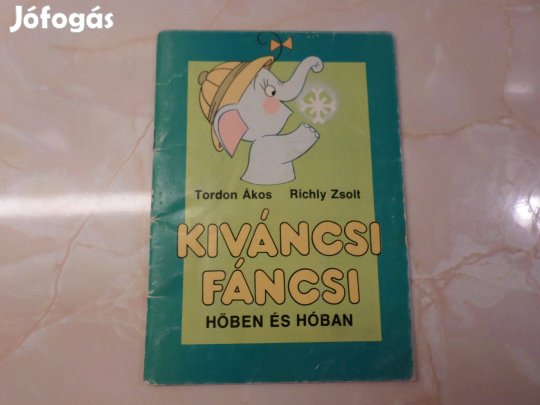 Jófogás
Tordon Ákos Richly Zsolt
KIVÁNCSI
FÁNCSI
HŐBEN ÉS HÓBAN